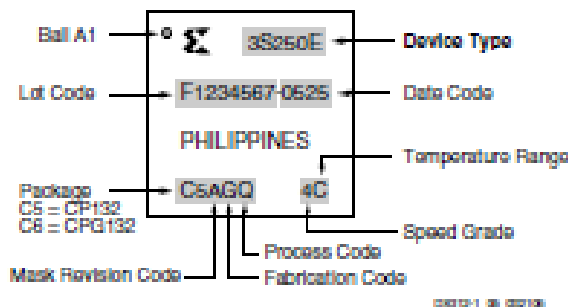 Ball A1
3S250E
Device Type
Lot Code
F1234567-0525
Date Code
PHILIPPINES
Temperature Range
Package
C5 = CP132
C6 = CPG132
C5AGQ
4C
Speed Grade
Process Code
Mask Revision Code
Fabrication Code